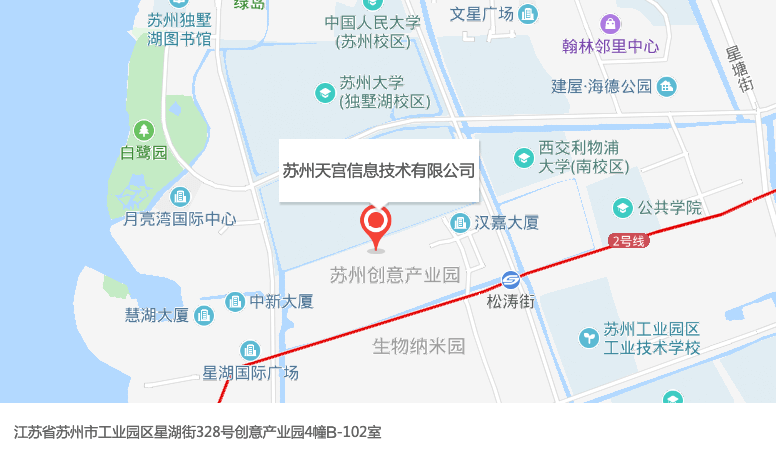 绿岛
苏州独墅
湖图书馆
中国人民大学
(苏州校区)
文星广场
翰林邻里中心
星塘街
苏州大学
(独墅湖校区)
建屋·海德公园
白鹭园
西交利物浦
大学(南校区)
苏州天宫信息技术有限公司
月亮湾国际中心
汉嘉大厦
公共学院
2号线
苏州创意产业园
松涛街
中新大厦
慧湖大厦
苏州工业园区
工业技术学校
生物纳米园
星湖国际广场
江苏省苏州市工业园区星湖街328号创意产业园4幢B-102室